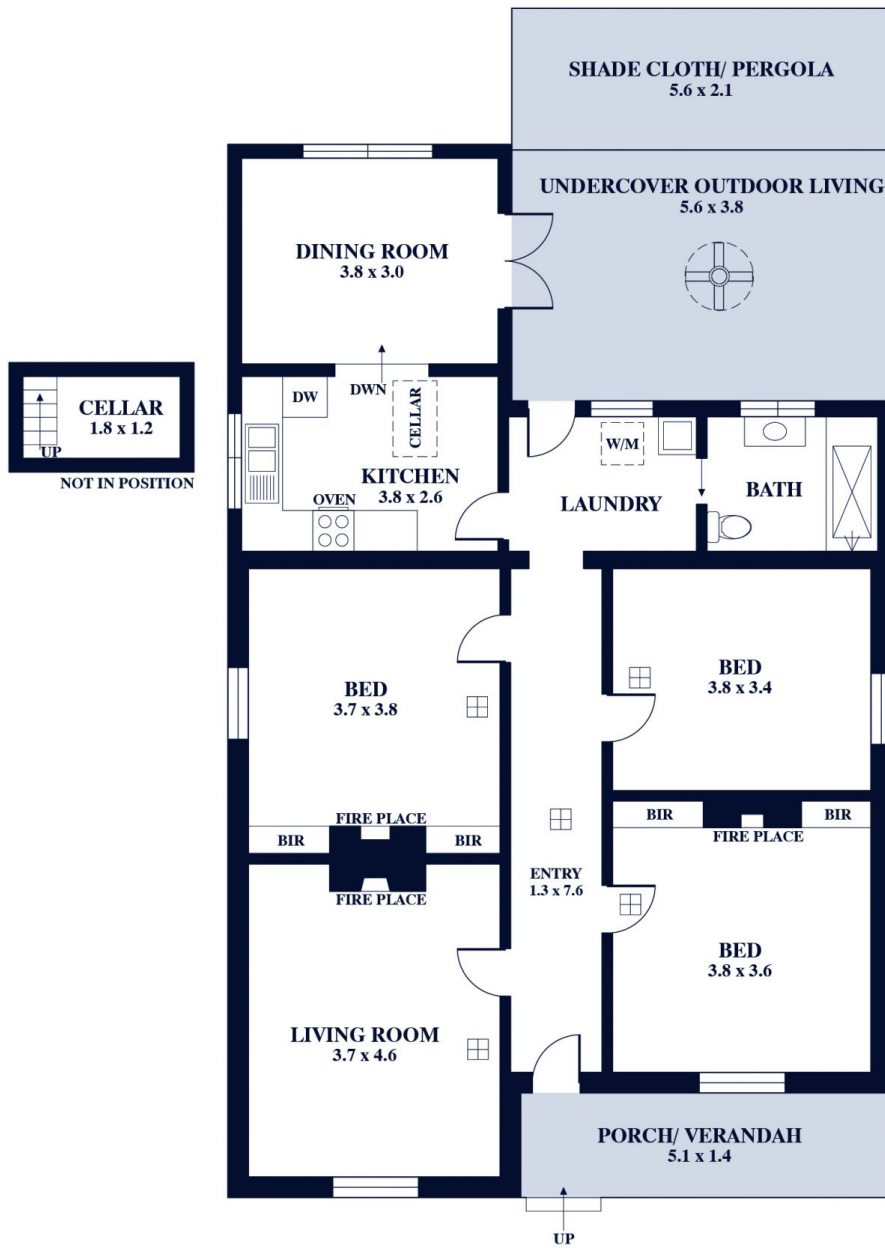 SHADE CLOTH/ PERGOLA
5.6 x 2.1
UNDERCOVER OUTDOOR LIVING
5.6 x 3.8
DINING ROOM
3.8 x 3.0
CELLAR
1.8 x 1.2
UP
NOT IN POSITION
DW
DWN
CELLAR
KITCHEN
3.8 x 2.6
OVEN
W/M
LAUNDRY
BATH
BED
3.7 x 3.8
FIRE PLACE
BIR
BIR
BED
3.8 x 3.4
BIR
BIR
FIRE PLACE
ENTRY
1.3 x 7.6
FIRE PLACE
LIVING ROOM
3.7 x 4.6
BED
3.8 x 3.6
PORCH/ VERANDAH
5.1 x 1.4
UP